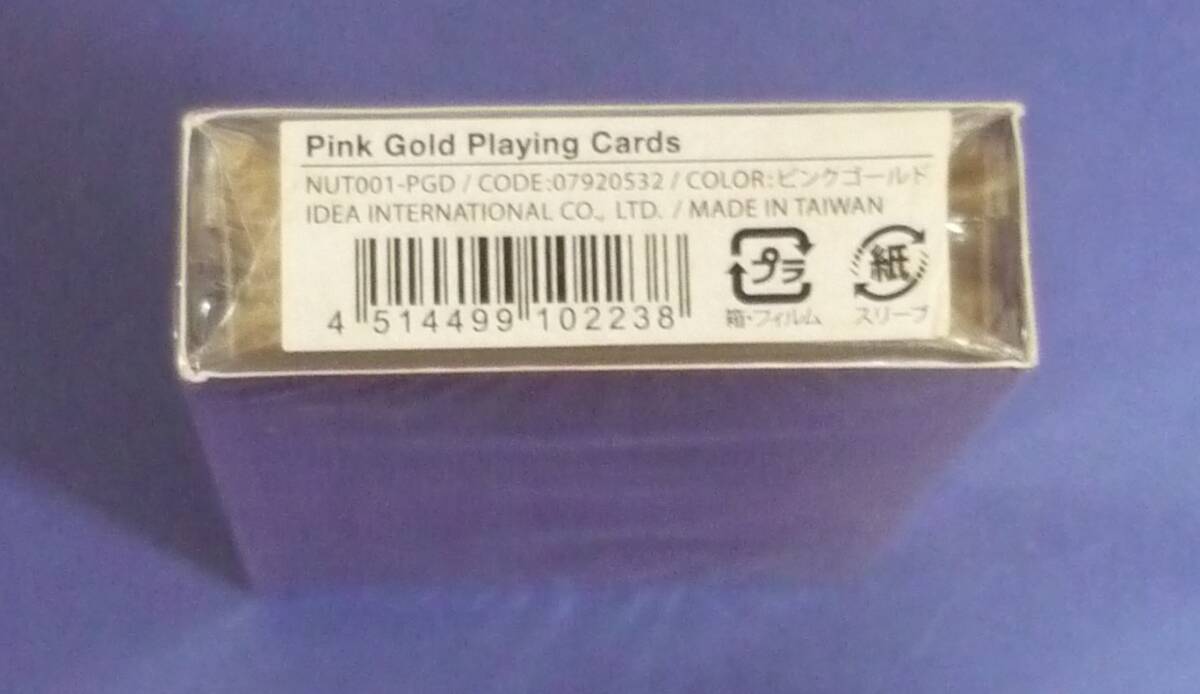 Pink Gold Playing Cards
NUT001-PGD / CODE:07920532 / COLOR:ピンクゴールド
IDEA INTERNATIONAL CO., LTD. / MADE IN TAIWAN
4 514499 102238
プラ
箱・フィルム
紙
スリーブ